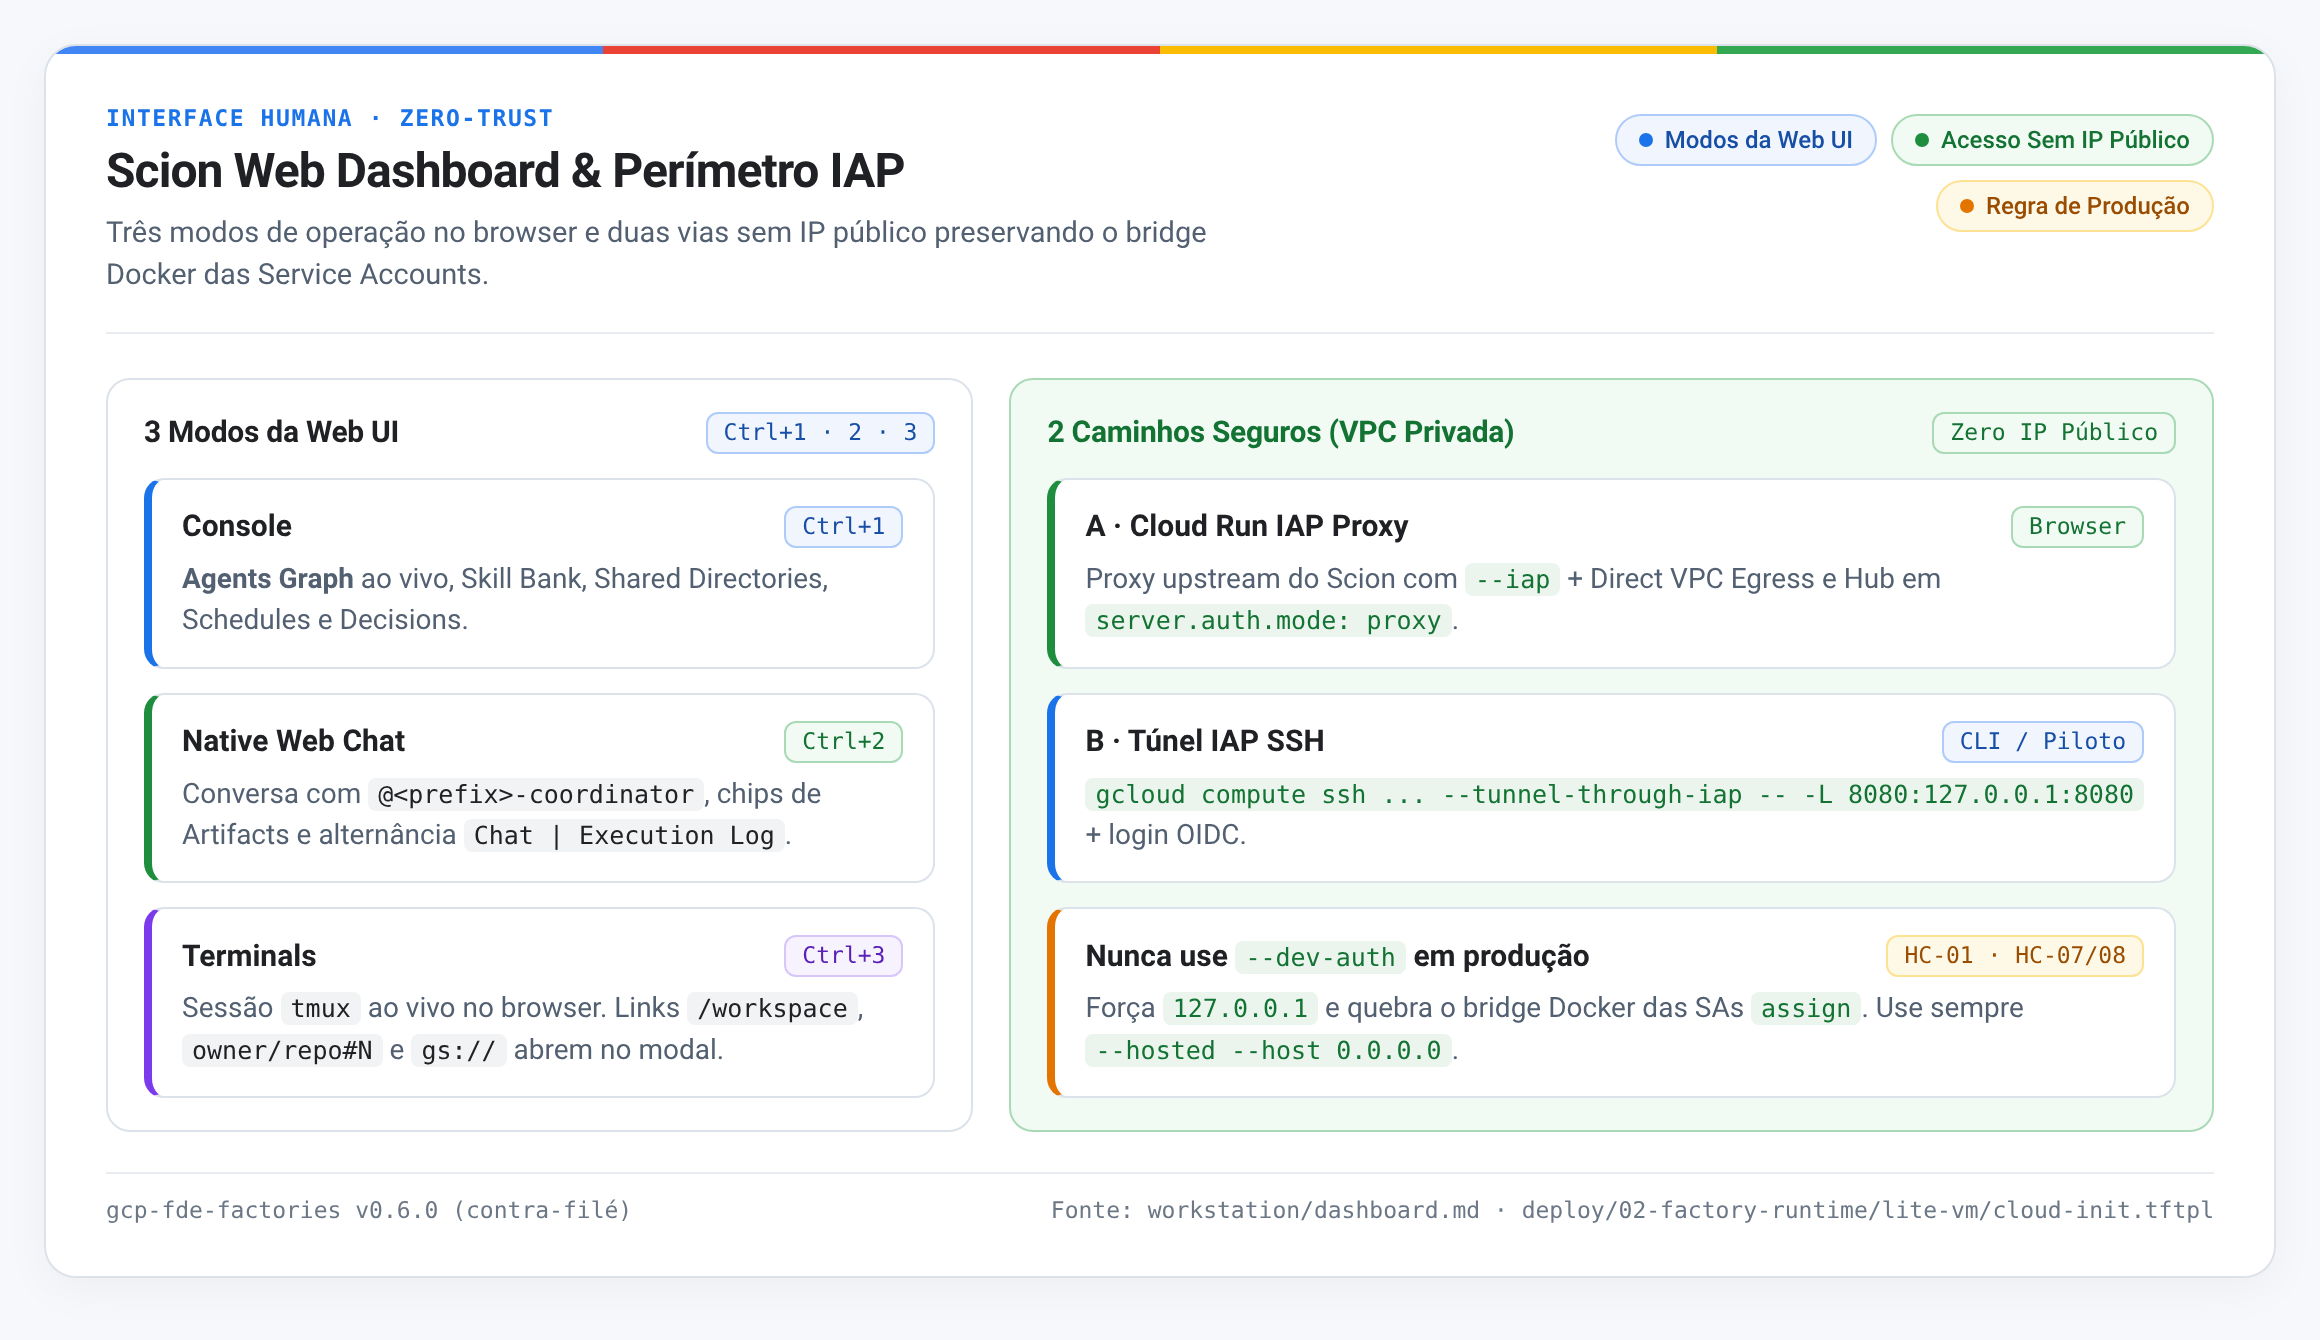 INTERFACE HUMANA · ZERO-TRUST
Scion Web Dashboard & Perímetro IAP
Três modos de operação no browser e duas vias sem IP público preservando o bridge
Docker das Service Accounts.
Modos da Web UI
Acesso Sem IP Público
Regra de Produção
3 Modos da Web UI
Ctrl+1 · 2 · 3
Console
Ctrl+1
Agents Graph ao vivo, Skill Bank, Shared Directories,
Schedules e Decisions.
Native Web Chat
Ctrl+2
Conversa com @<prefix>-coordinator, chips de
Artifacts e alternância Chat | Execution Log.
Terminals
Ctrl+3
Sessão tmux ao vivo no browser. Links /workspace,
owner/repo#N e gs:// abrem no modal.
2 Caminhos Seguros (VPC Privada)
Zero IP Público
A · Cloud Run IAP Proxy
Browser
Proxy upstream do Scion com --iap + Direct VPC Egress e Hub em
server.auth.mode: proxy.
B · Túnel IAP SSH
CLI / Piloto
gcloud compute ssh ... --tunnel-through-iap -- -L 8080:127.0.0.1:8080
+ login OIDC.
Nunca use --dev-auth em produção
HC-01 · HC-07/08
Força 127.0.0.1 e quebra o bridge Docker das SAs assign. Use sempre
--hosted --host 0.0.0.0.
gcp-fde-factories v0.6.0 (contra-filé)
Fonte: workstation/dashboard.md · deploy/02-factory-runtime/lite-vm/cloud-init.tftpl